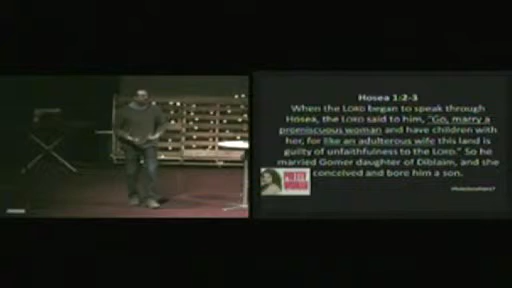 Hosea 1:2-3
When the LORD began to speak through
Hosea, the LORD said to him, "Go, marry a
promiscuous woman and have children with
her, for like an adulterous wife this land is
guilty of unfaithfulness to the LORD." So he
married Gomer daughter of Diblaim, and she
conceived and bore him a son.
PRETTY
WOMAN